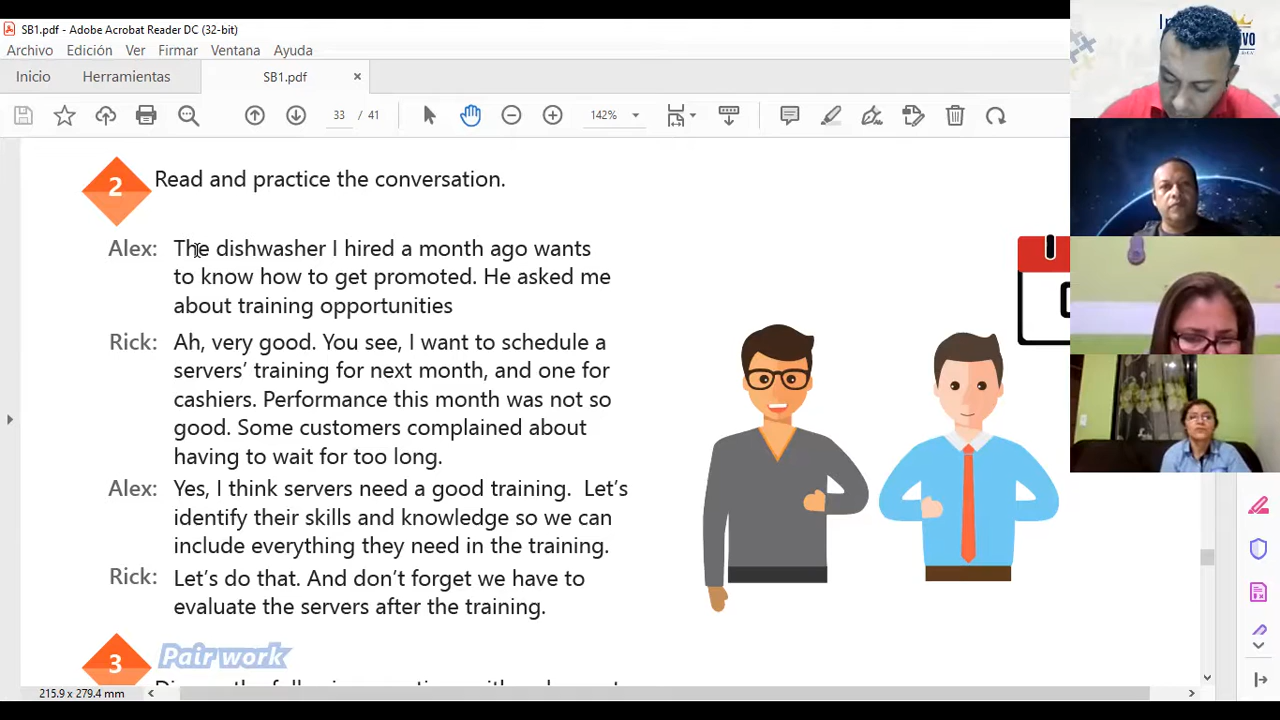 SB1.pdf - Adobe Acrobat Reader DC (32-bit)
Archivo Edición Ver Firmar Ventana Ayuda
Inicio Herramientas SB1.pdf ×
33 / 41 142%
2 Read and practice the conversation.
Alex: The dishwasher I hired a month ago wants
to know how to get promoted. He asked me
about training opportunities
Rick: Ah, very good. You see, I want to schedule a
servers' training for next month, and one for
cashiers. Performance this month was not so
good. Some customers complained about
having to wait for too long.
Alex: Yes, I think servers need a good training. Let's
identify their skills and knowledge so we can
include everything they need in the training.
Rick: Let's do that. And don't forget we have to
evaluate the servers after the training.
3 Pair work
215.9 x 279.4 mm